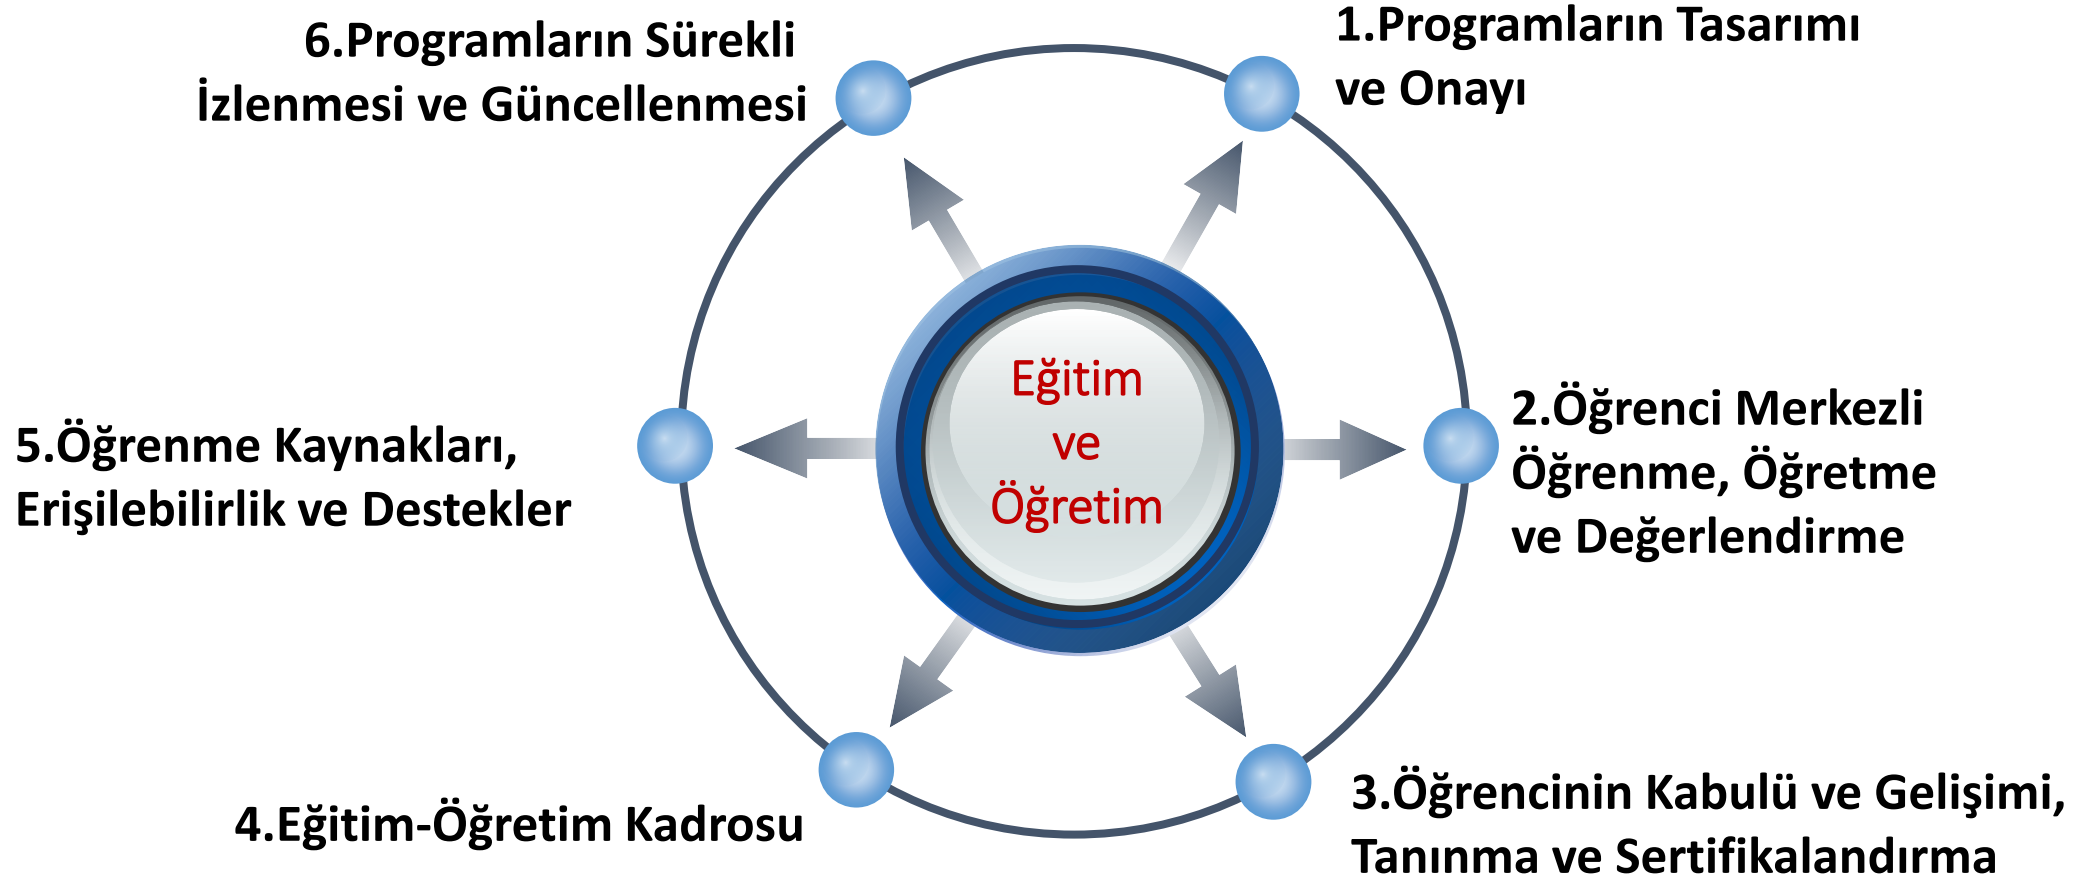 1.Programların Tasarımı
ve Onayı
2.Öğrenci Merkezli
Öğrenme, Öğretme
ve Değerlendirme
3.Öğrencinin Kabulü ve Gelişimi,
Tanınma ve Sertifikalandırma
4.Eğitim-Öğretim Kadrosu
5.Öğrenme Kaynakları,
Erişilebilirlik ve Destekler
6.Programların Sürekli
İzlenmesi ve Güncellenmesi
Eğitim
ve
Öğretim